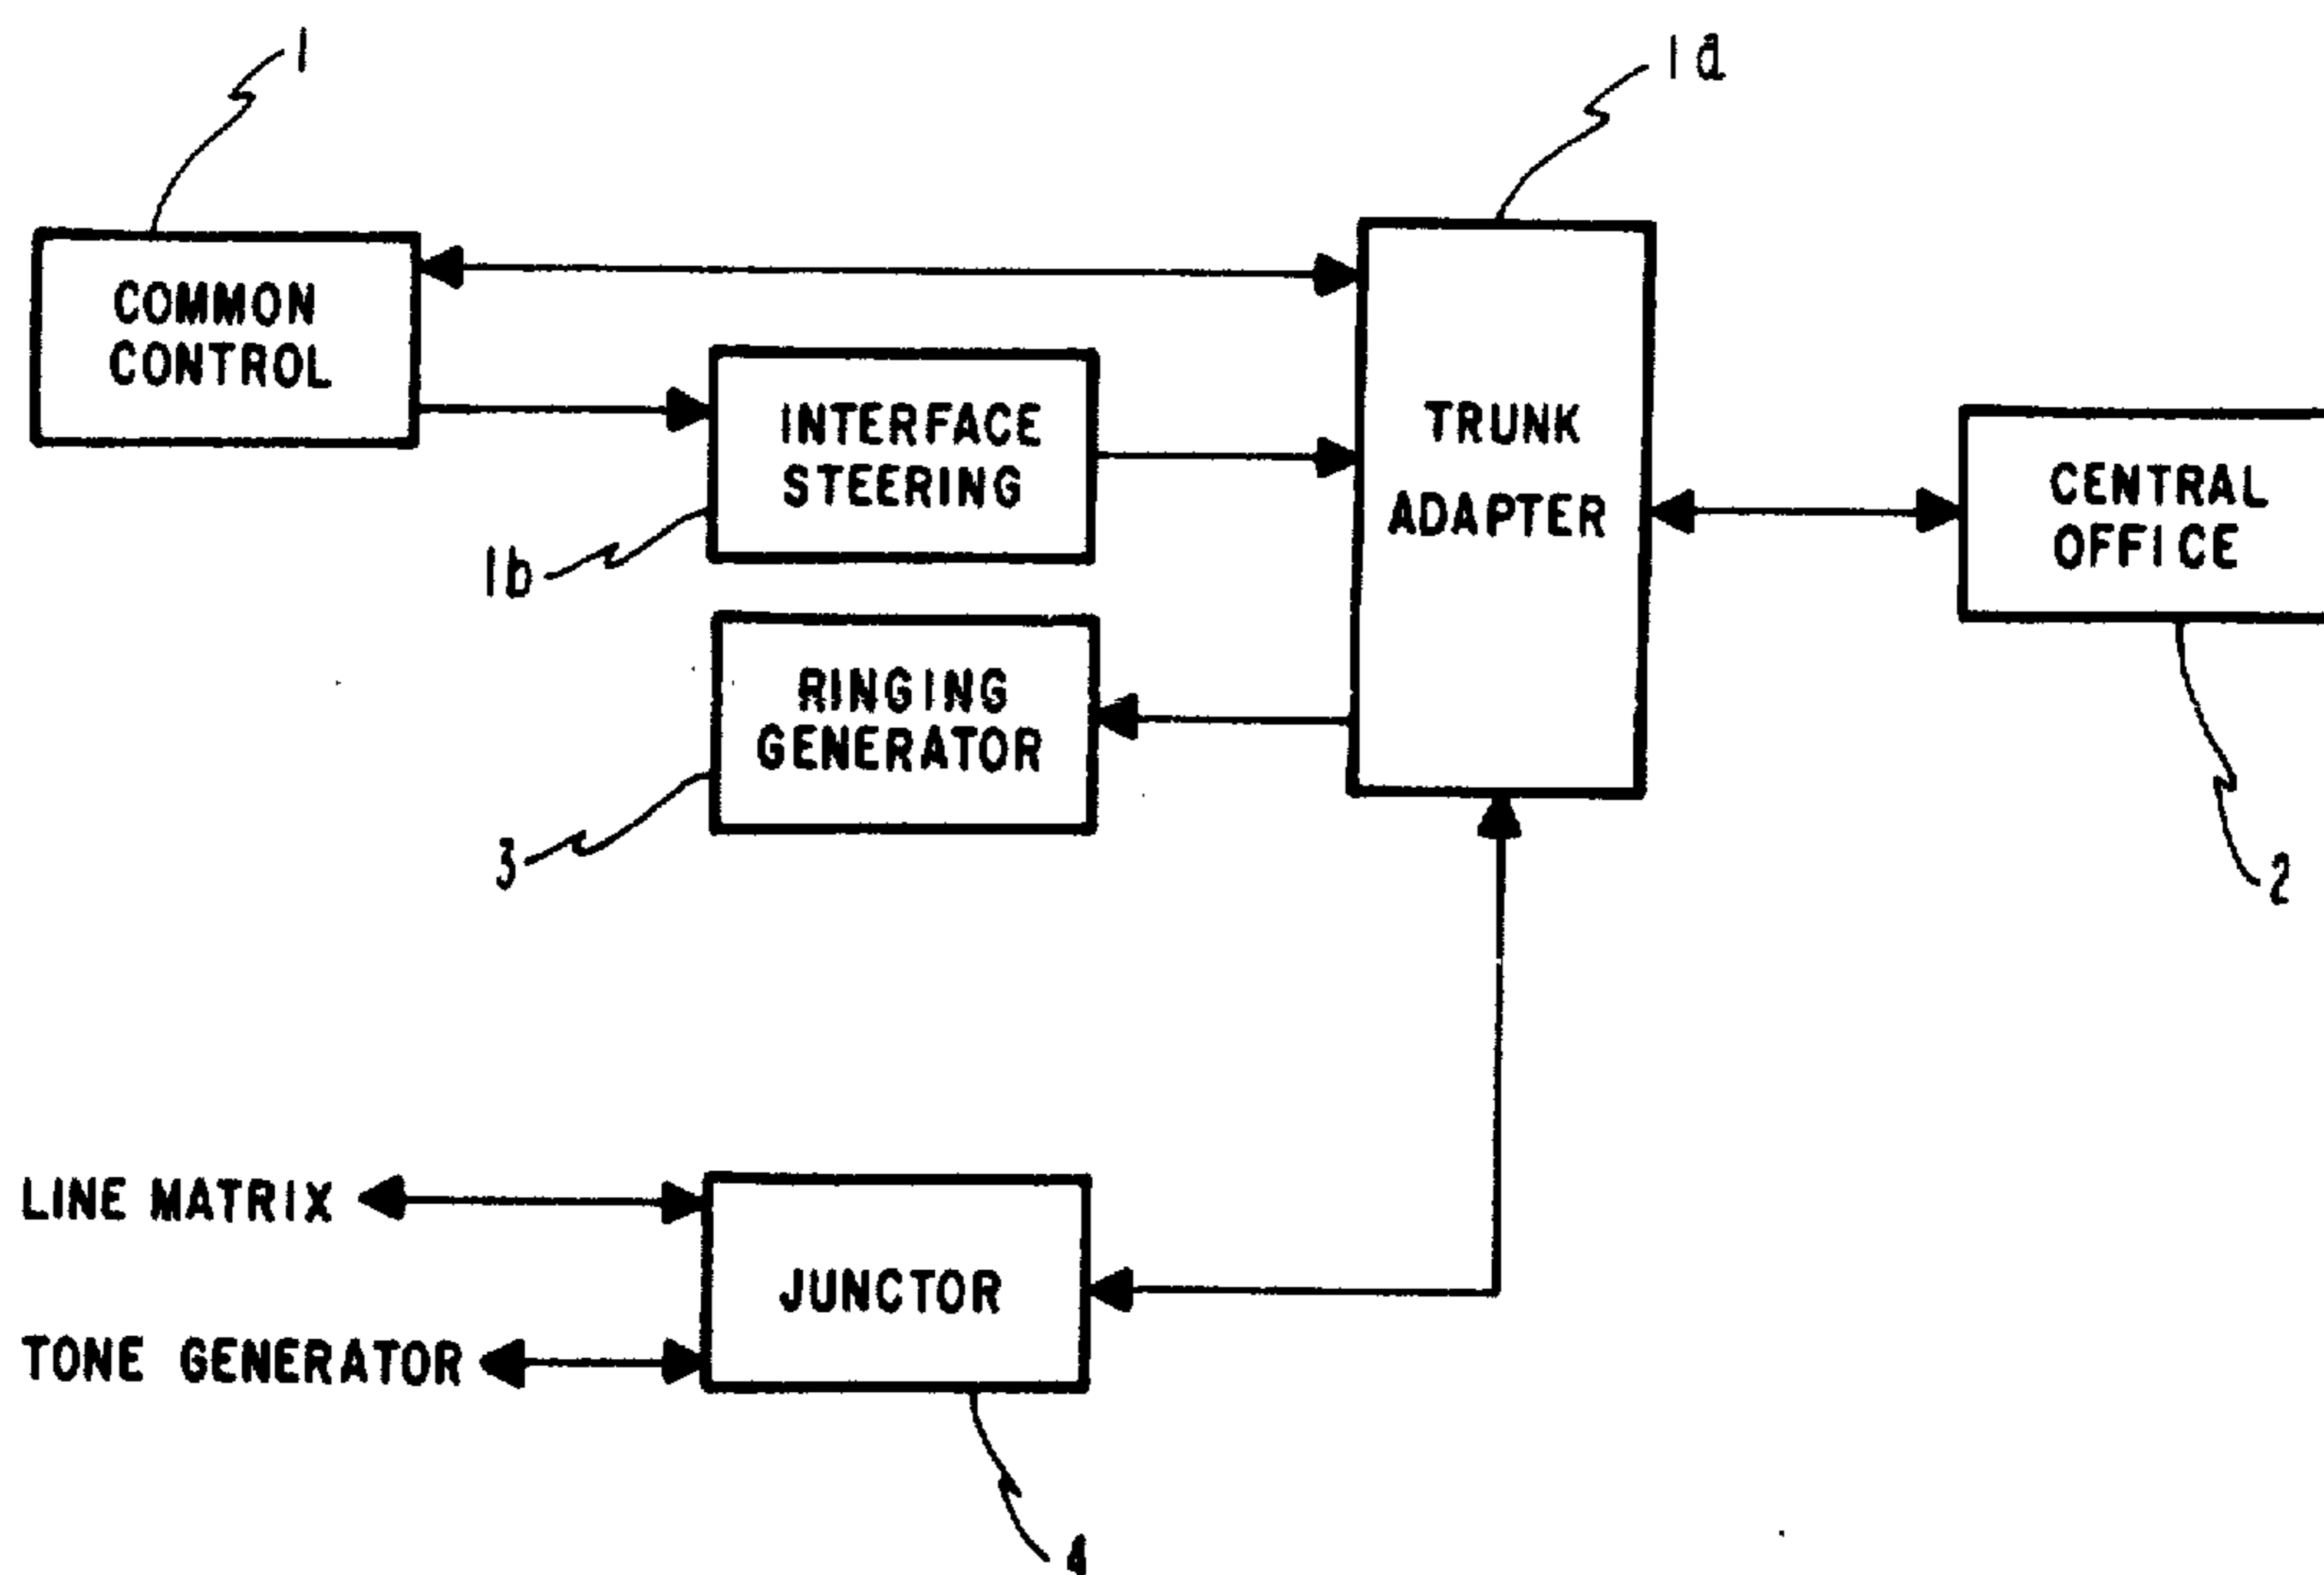 1
1a
COMMON
CONTROL
INTERFACE
STEERING
TRUNK
ADAPTER
CENTRAL
OFFICE
1b
RINGING
GENERATOR
3
2
LINE MATRIX
JUNCTOR
TONE GENERATOR
4